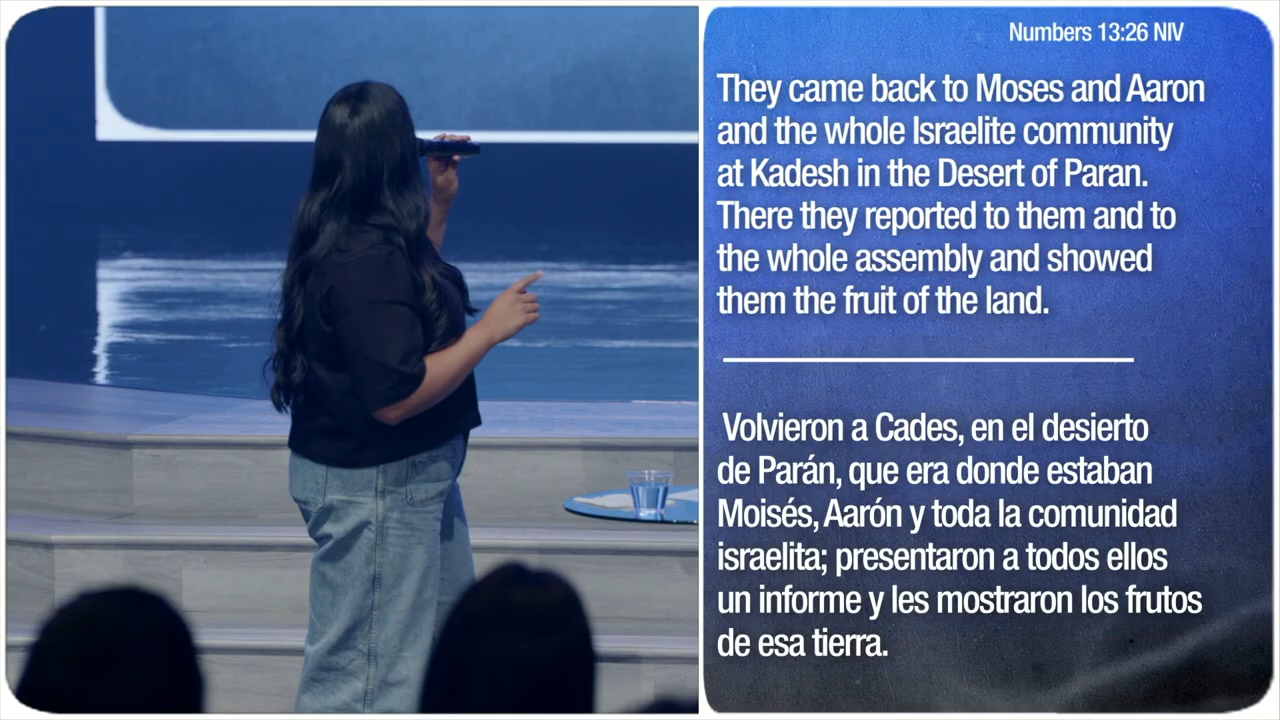 Numbers 13:26 NIV
They came back to Moses and Aaron
and the whole Israelite community
at Kadesh in the Desert of Paran.
There they reported to them and to
the whole assembly and showed
them the fruit of the land.
Volvieron a Cades, en el desierto
de Parán, que era donde estaban
Moisés, Aarón y toda la comunidad
israelita; presentaron a todos ellos
un informe y les mostraron los frutos
de esa tierra.